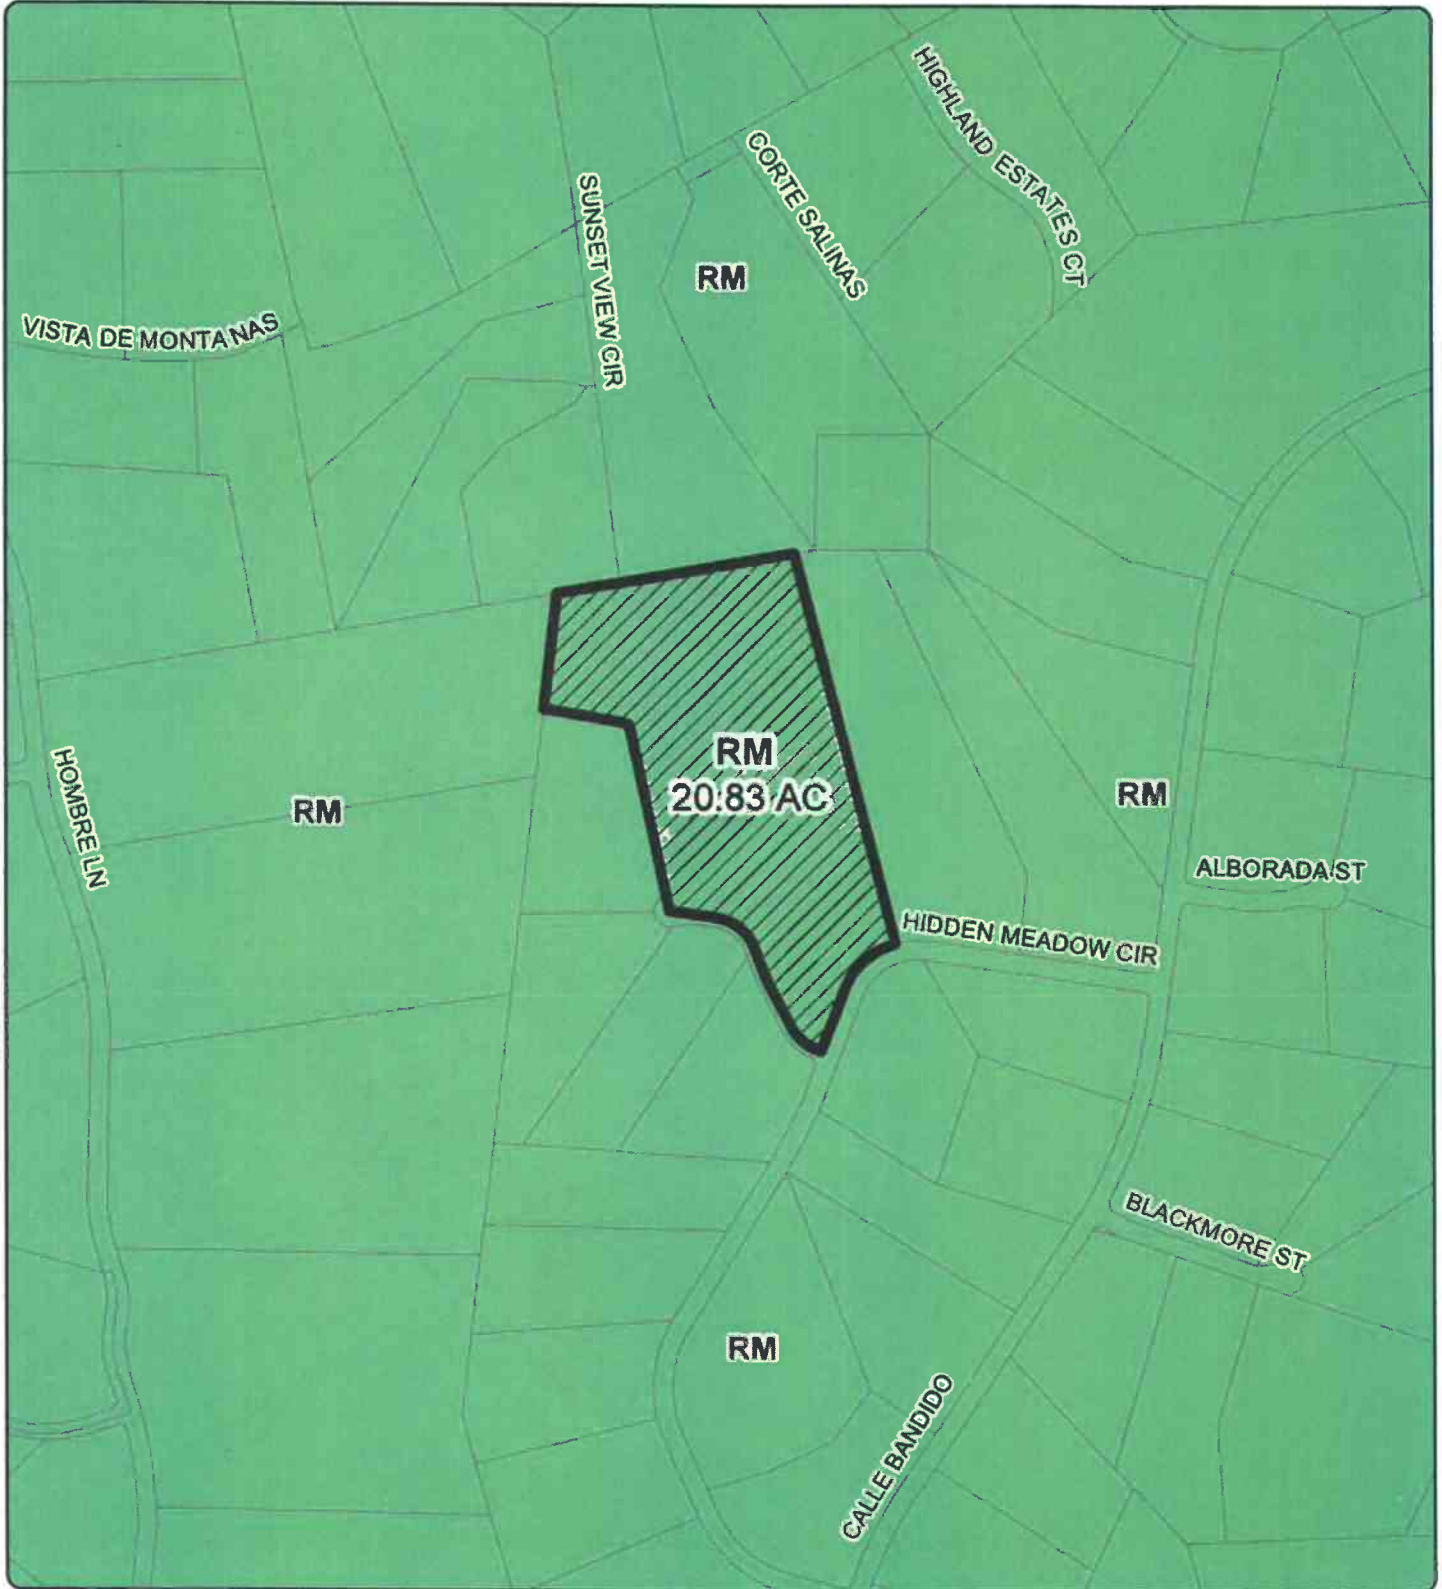 HIGHLAND ESTATES CT
CORTE SALINAS
SUNSET VIEW CIR
RM
VISTA DE MONTANAS
RM
20.83 AC
HOMBRE LN
RM
RM
ALBORADA ST
HIDDEN MEADOW CIR
BLACKMORE ST
RM
CALLE BANDIDO